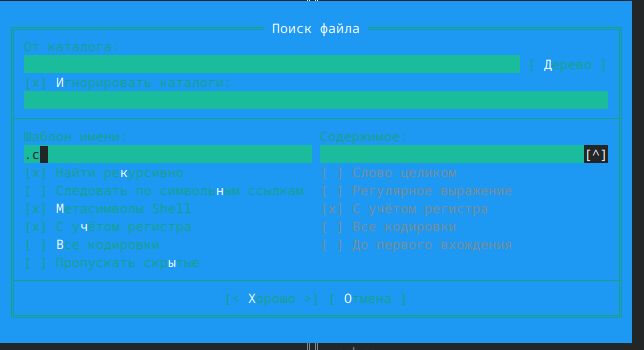 Поиск файла
От каталога:
[ Дерево ]
[x] Игнорировать каталоги:
Шаблон имени: Содержимое:
.с [^]
[x] Найти рекурсивно [ ] Слово целиком
[ ] Следовать по символьным ссылкам [ ] Регулярное выражение
[x] Метасимволы Shell [x] С учётом регистра
[x] С учётом регистра [ ] Все кодировки
[ ] Все кодировки [ ] До первого вхождения
[ ] Пропускать скрытые
[< Хорошо >] [ Отмена ]